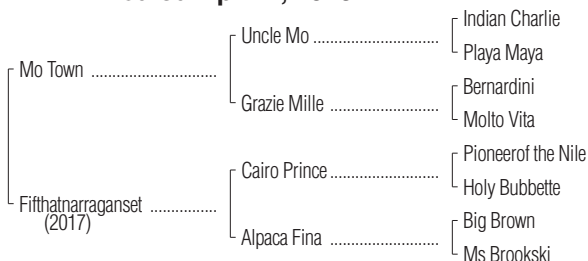 Indian Charlie
Uncle Mo
Playa Maya
Mo Town
Bernardini
Grazie Mille
Molto Vita
Pioneerof the Nile
Cairo Prince
Holy Bubbette
Fifthatnarraganset
(2017)
Big Brown
Alpaca Fina
Ms Brookski